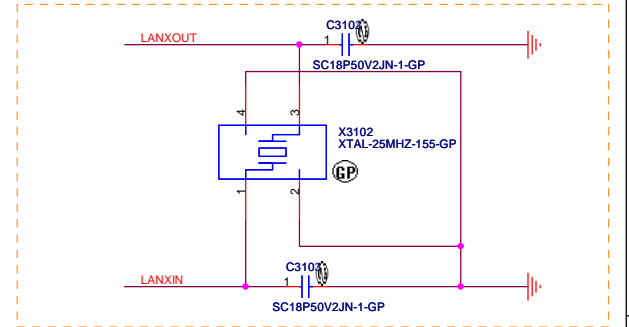 C3102
LANXOUT
1
SC18P50V2JN-1-GP
4
3
X3102
XTAL-25MHZ-155-GP
GP
1
2
LANXIN
1
SC18P50V2JN-1-GP